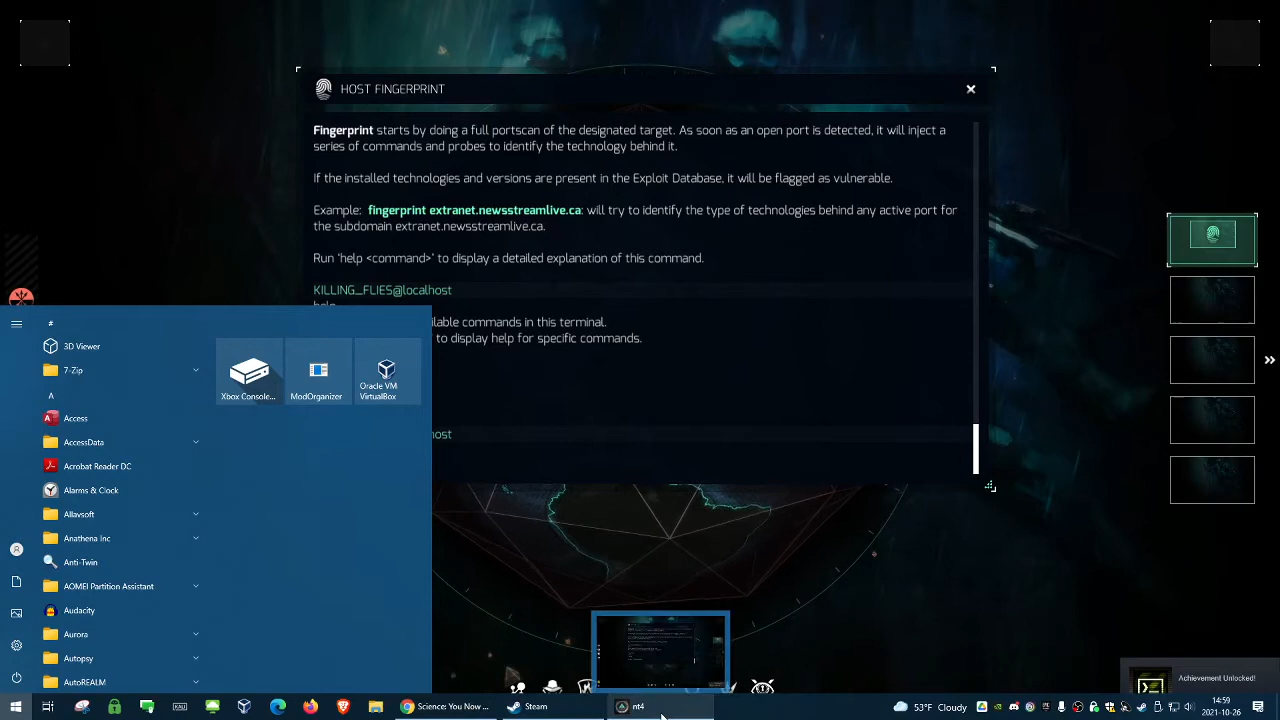 HOST FINGERPRINT
Fingerprint starts by doing a full portscan of the designated target. As soon as an open port is detected, it will inject a
series of commands and probes to identify the technology behind it.
If the installed technologies and versions are present in the Exploit Database, it will be flagged as vulnerable.
Example: fingerprint extranet.newsstreamlive.ca: will try to identify the type of technologies behind any active port for
the subdomain extranet.newsstreamlive.ca.
Run 'help <command>' to display a detailed explanation of this command.
KILLING_FLIES@localhost
help
ilable commands in this terminal.
to display help for specific commands.
host
#
3D Viewer
7-Zip
A
Access
AccessData
Acrobat Reader DC
Alarms & Clock
Allavsoft
Anathena Inc
Anti-Twin
AOMEI Partition Assistant
Audacity
Aurora
Autopsy
AutoREALM
Xbox Console...
ModOrganizer
Oracle VM
VirtualBox
Achievement Unlocked!
Science: You Now ...
Steam
nt4
53°F Cloudy
14:59
2021-10-26